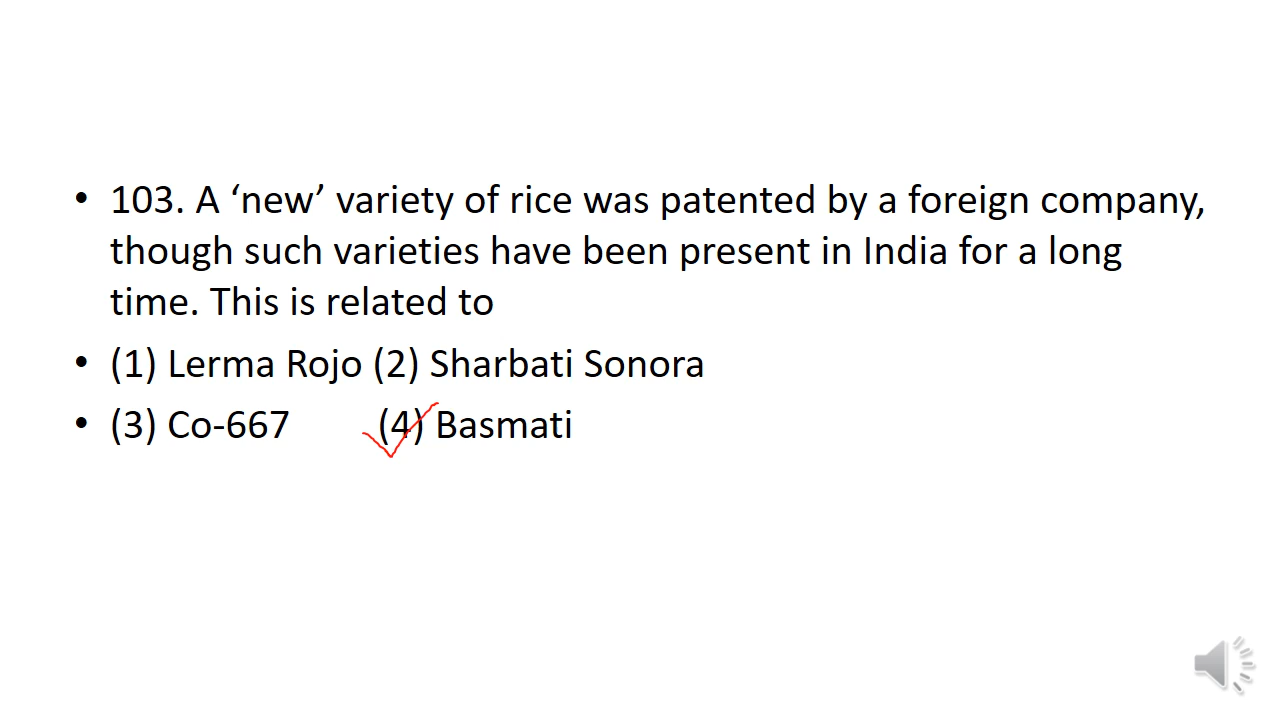 • 103. A ‘new’ variety of rice was patented by a foreign company,
though such varieties have been present in India for a long
time. This is related to
• (1) Lerma Rojo (2) Sharbati Sonora
• (3) Co-667 (4) Basmati